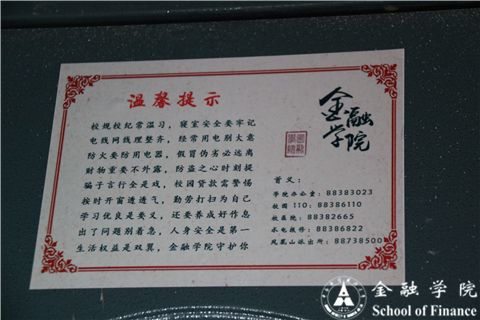 温馨提示
校规校纪常温习，寝室安全要牢记
电线网线理整齐，经常用电别大意
防火要防用电器，假冒伪劣必远离
财物重要不外露，防盗之心时刻提
骗子言行全是戏，校园贷款需警惕
按时开窗透透气，勤劳打扫为自己
学习优良是要义，还要养成好作息
出了问题别着急，人身安全是第一
生活权益是双翼，金融学院守护你
金融
学院
首义：
学院办公室：88383023
校园110：88386110
校医院：88382665
水电报修：88386822
凤凰山派出所：88738500
金融学院
School of Finance